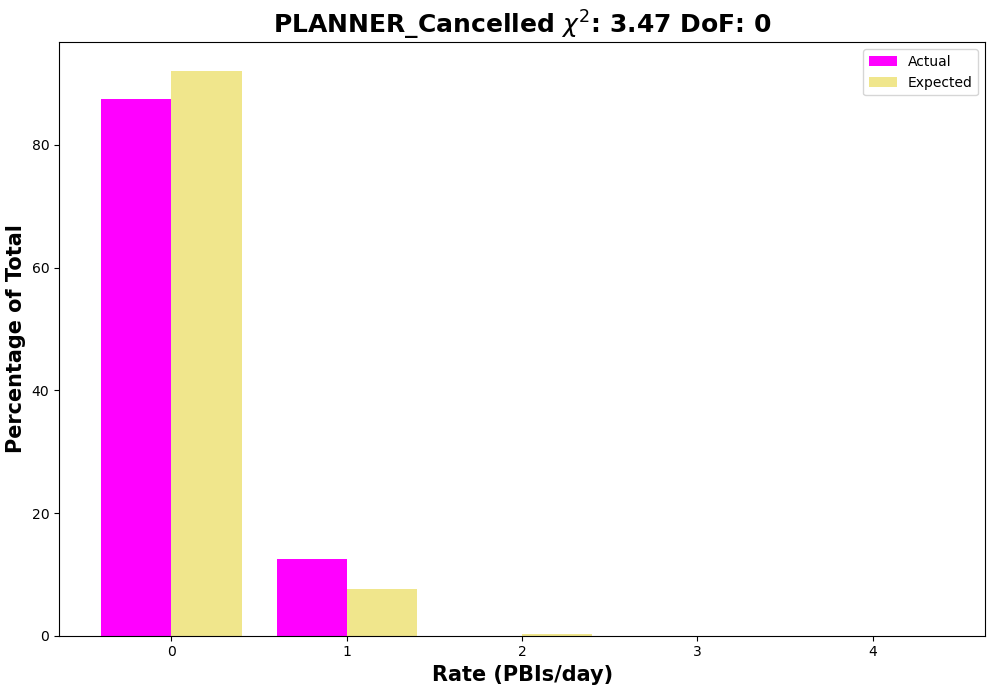 PLANNER_Cancelled χ²: 3.47 DoF: 0
Actual
Expected
Percentage of Total
80
60
40
20
0
0 1 2 3 4
Rate (PBIs/day)